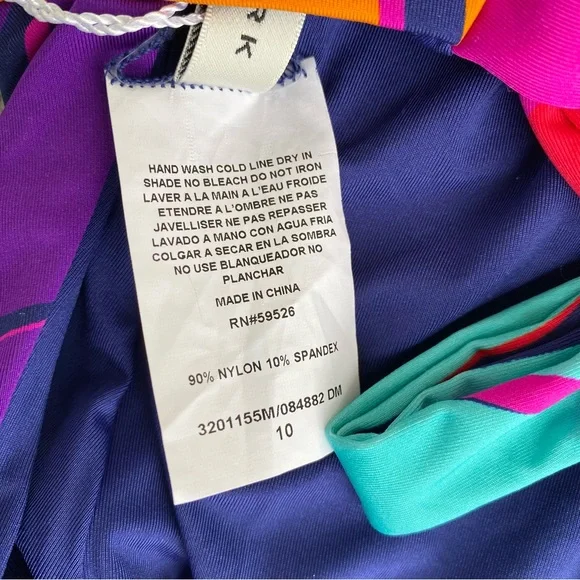 RK
HAND WASH COLD LINE DRY IN
SHADE NO BLEACH DO NOT IRON
LAVER A LA MAIN A L'EAU FROIDE
ETENDRE A L'OMBRE NE PAS
JAVELLISER NE PAS REPASSER
LAVADO A MANO CON AGUA FRIA
COLGAR A SECAR EN LA SOMBRA
NO USE BLANQUEADOR NO
PLANCHAR
MADE IN CHINA
RN#59526
90% NYLON 10% SPANDEX
3201155M/084882 DM
10